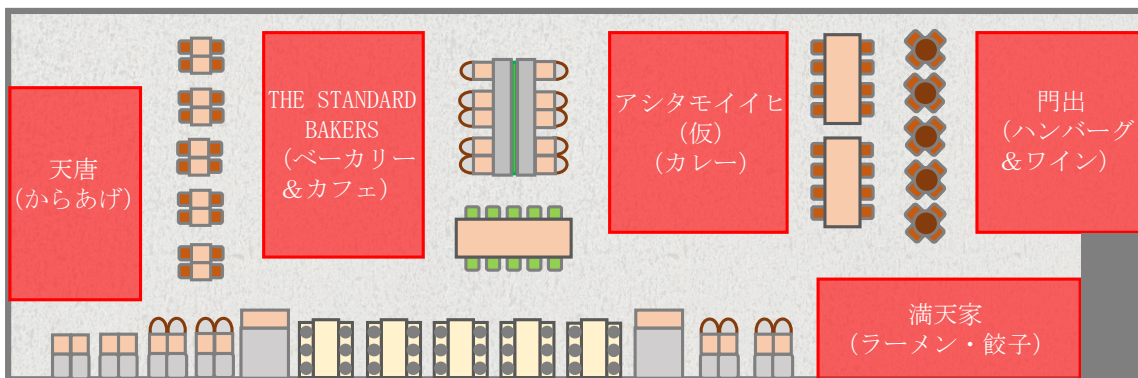 天唐
(からあげ)
THE STANDARD
BAKERS
(ベーカリー
&カフェ)
アシタモイイヒ
(仮)
(カレー)
門出
(ハンバーグ
&ワイン)
満天家
(ラーメン・餃子)